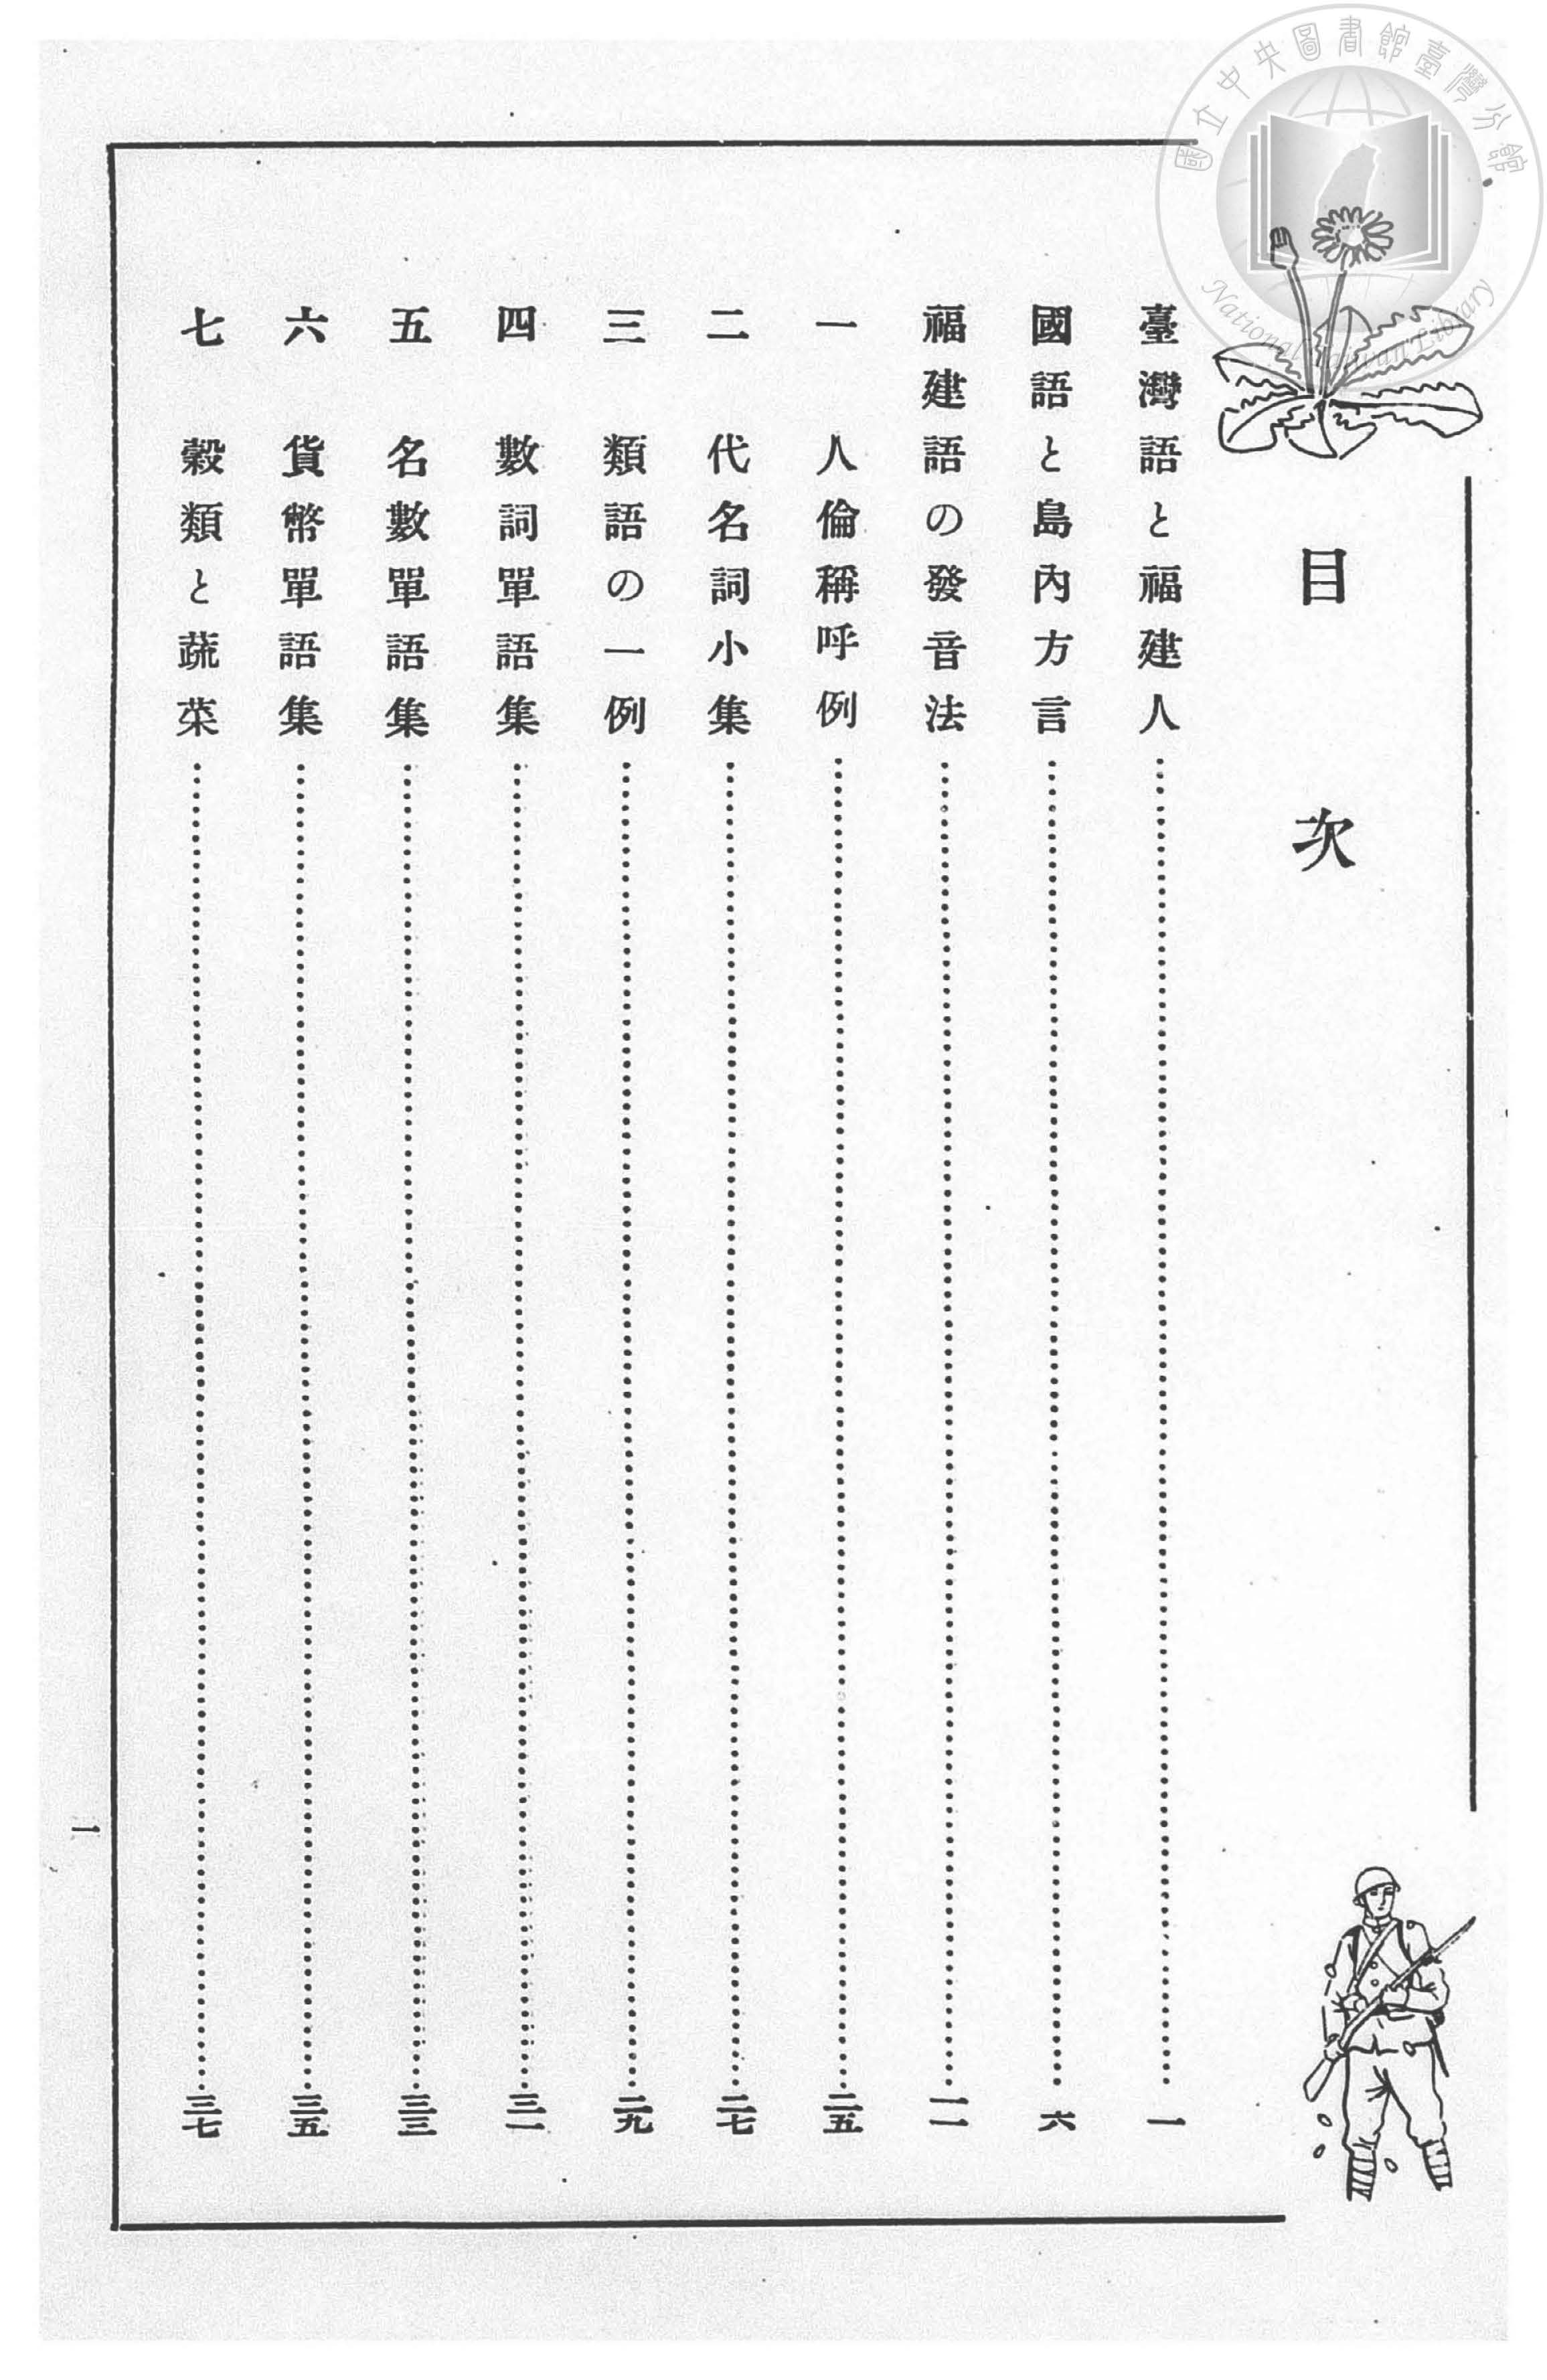 國立中央圖書館臺灣分館
National Taiwan Library
目次
臺灣語と福建人……一
國語と島內方言……六
福建語の發音法……一一
一　人倫稱呼例……二五
二　代名詞小集……二七
三　類語の一例……二九
四　數詞單語集……三一
五　名數單語集……三三
六　貨幣單語集……三五
七　穀類と蔬菜……三七
一